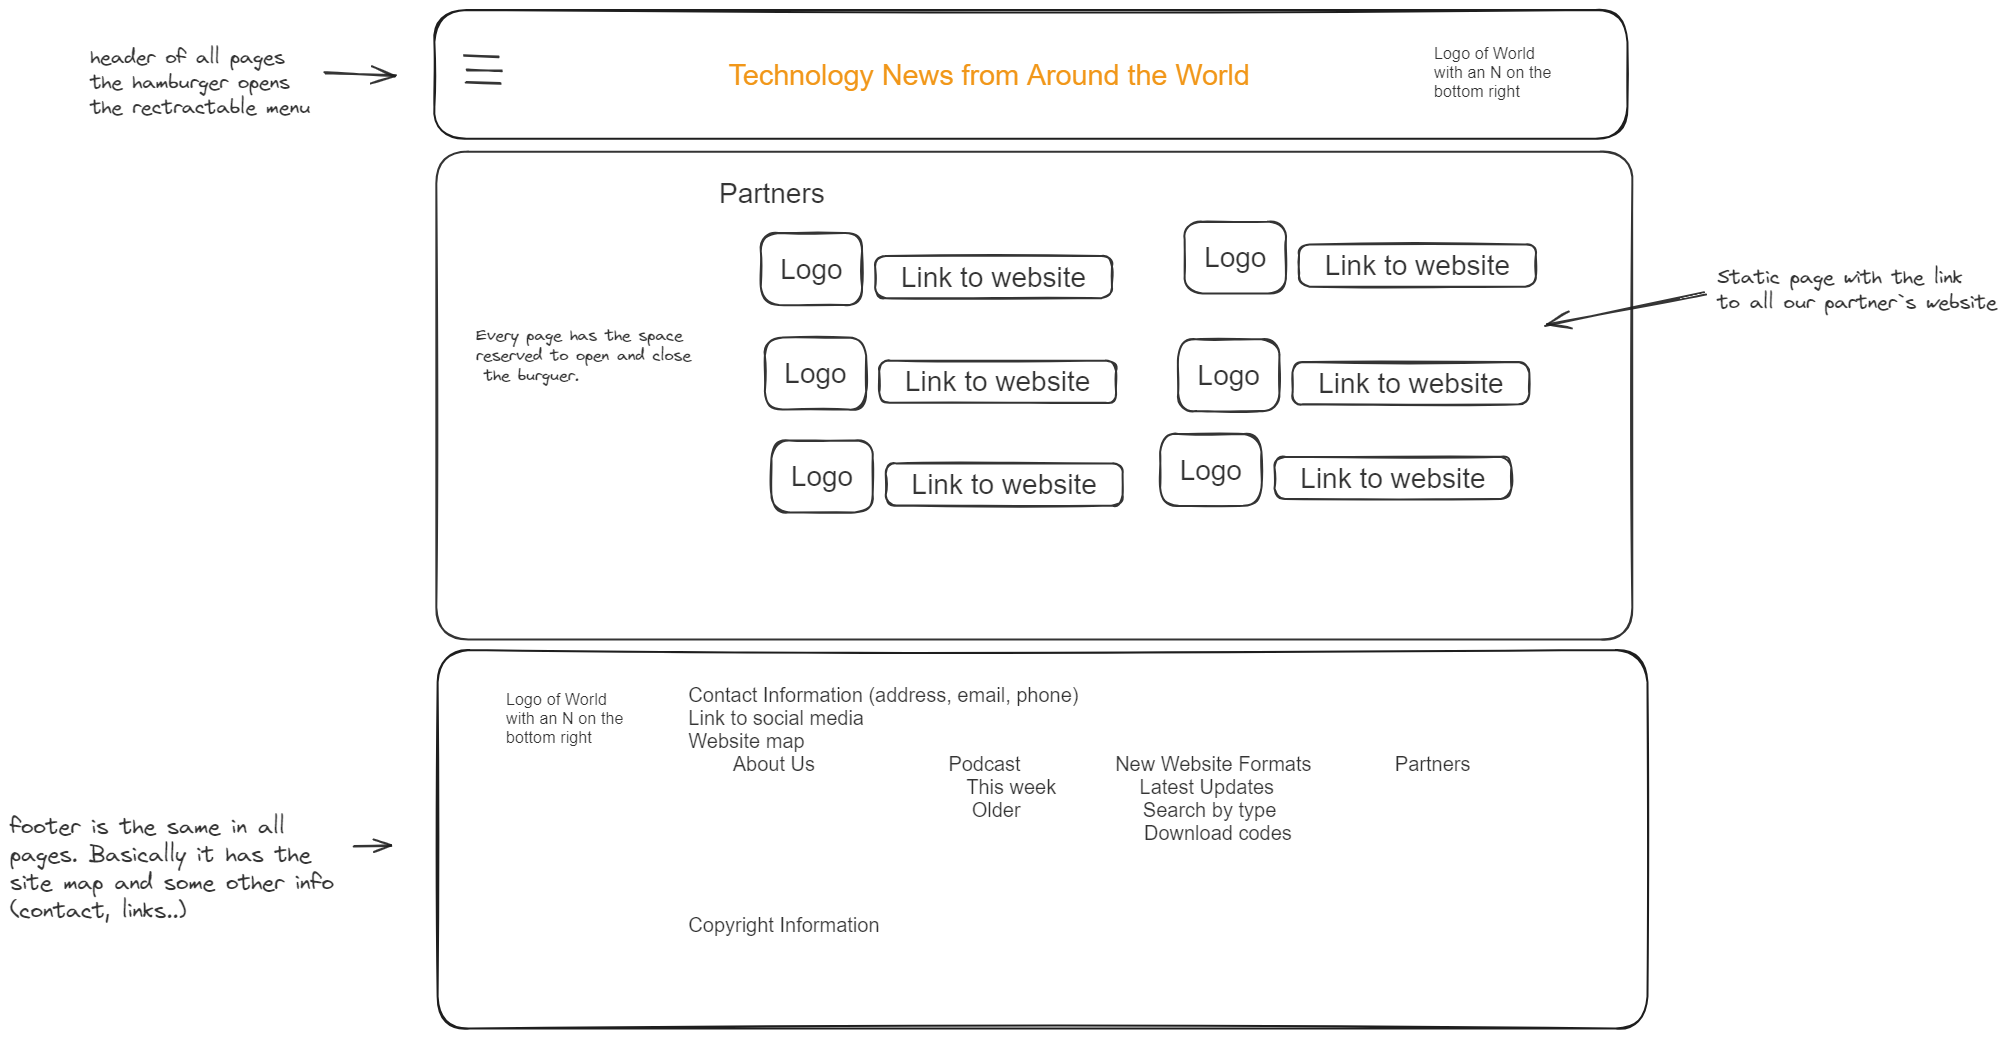 header of all pages
the hamburger opens
the rectractable menu
Technology News from Around the World
Logo of World
with an N on the
bottom right
Partners
Logo
Link to website
Logo
Link to website
Every page has the space
reserved to open and close
the burguer.
Static page with the link
to all our partner`s website
Logo
Link to website
Logo
Link to website
Logo
Link to website
Logo
Link to website
Logo of World
with an N on the
bottom right
Contact Information (address, email, phone)
Link to social media
Website map
About Us
Podcast
This week
Older
New Website Formats
Latest Updates
Search by type
Download codes
Partners
footer is the same in all
pages. Basically it has the
site map and some other info
(contact, links..)
Copyright Information